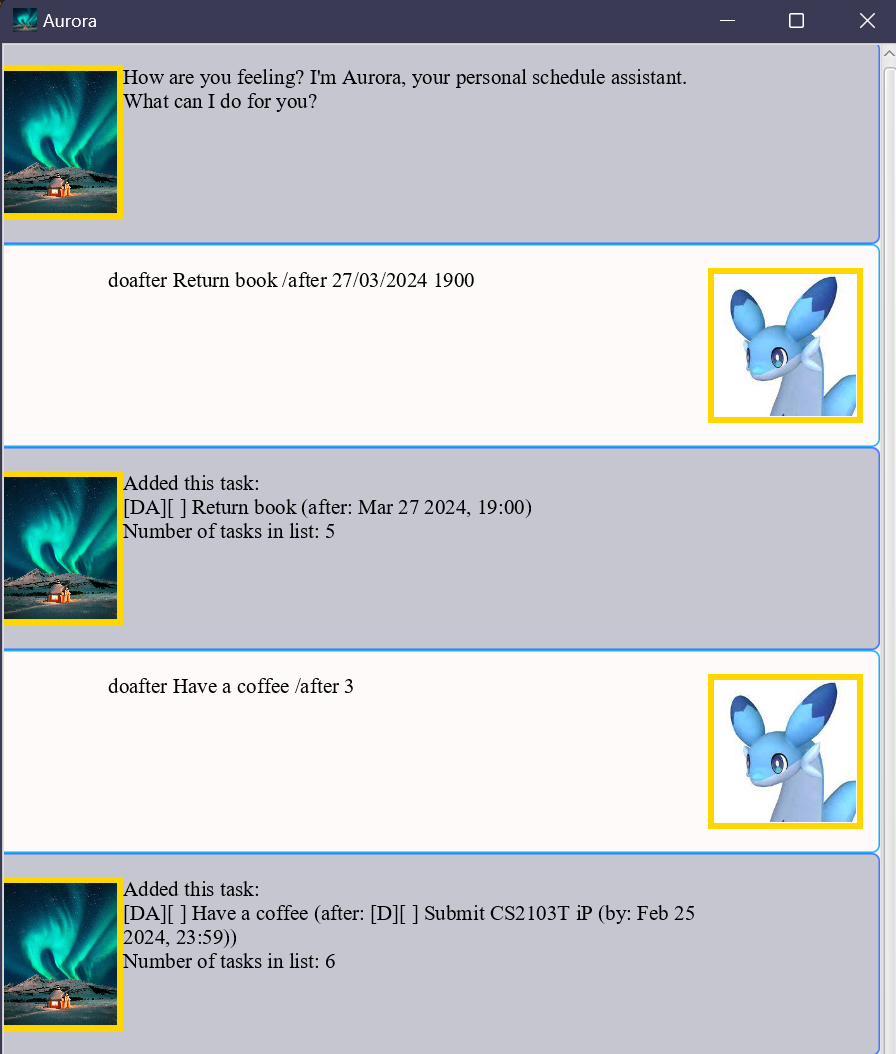 Aurora
How are you feeling? I'm Aurora, your personal schedule assistant.
What can I do for you?
doafter Return book /after 27/03/2024 1900
Added this task:
[DA][ ] Return book (after: Mar 27 2024, 19:00)
Number of tasks in list: 5
doafter Have a coffee /after 3
Added this task:
[DA][ ] Have a coffee (after: [D][ ] Submit CS2103T iP (by: Feb 25
2024, 23:59))
Number of tasks in list: 6